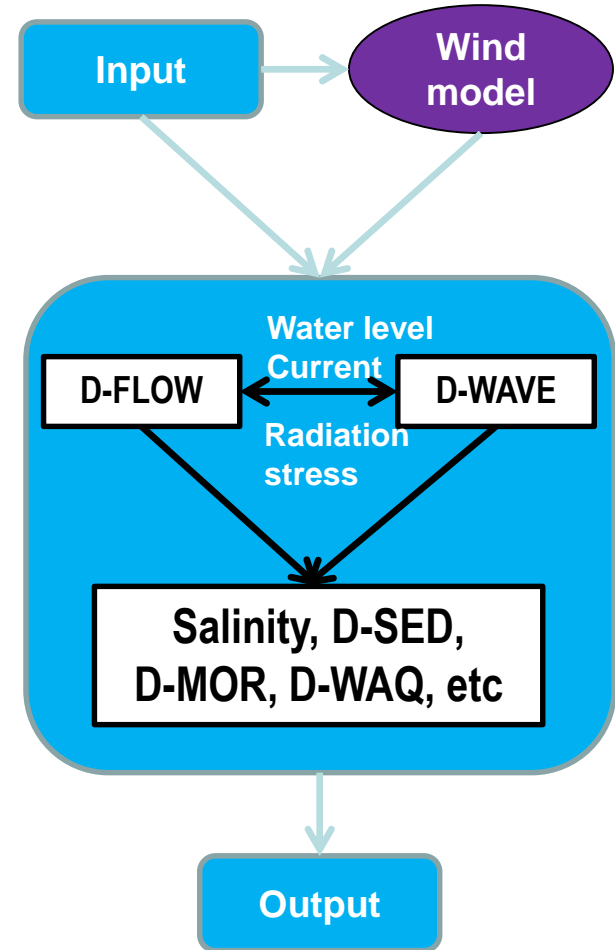 Input
Wind
model
Water level
Current
D-FLOW
D-WAVE
Radiation
stress
Salinity, D-SED,
D-MOR, D-WAQ, etc
Output